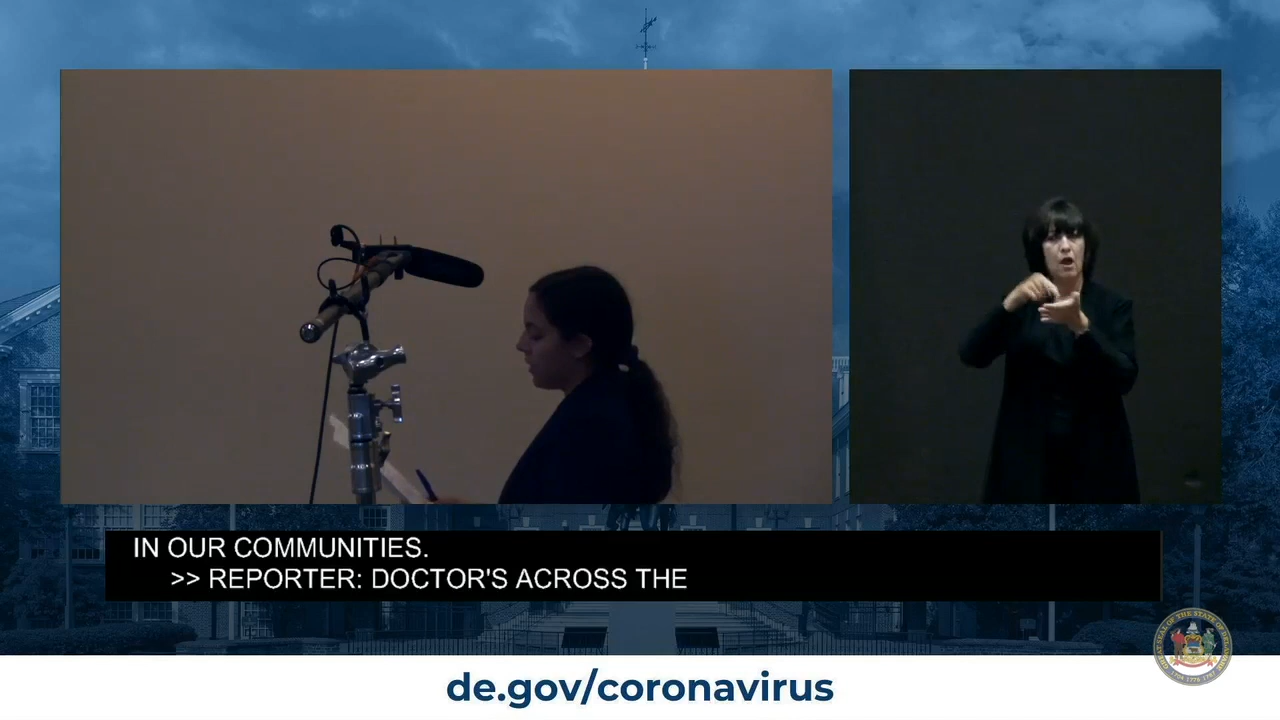 IN OUR COMMUNITIES.
>> REPORTER: DOCTOR'S ACROSS THE
de.gov/coronavirus